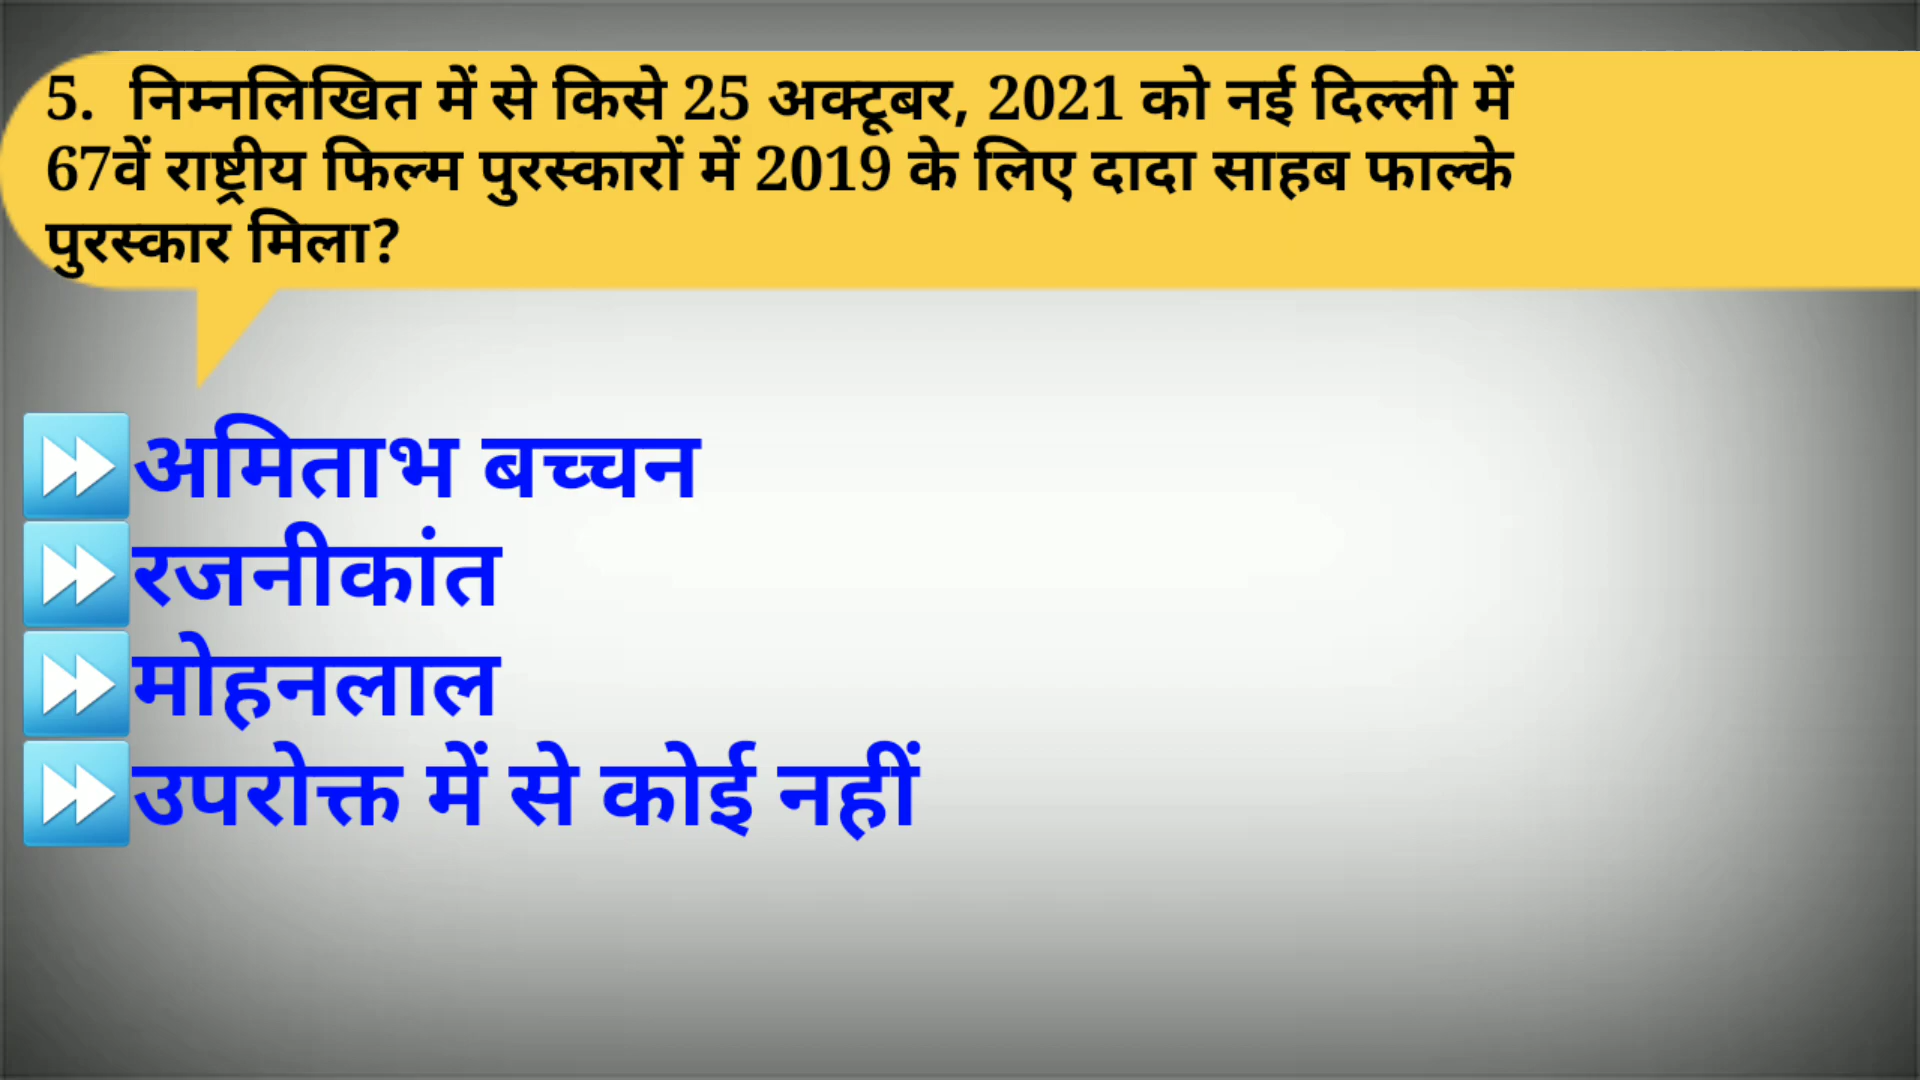 5. निम्नलिखित में से किसे 25 अक्टूबर, 2021 को नई दिल्ली में
67वें राष्ट्रीय फिल्म पुरस्कारों में 2019 के लिए दादा साहब फाल्के
पुरस्कार मिला?
⏩अमिताभ बच्चन
⏩रजनीकांत
⏩मोहनलाल
⏩उपरोक्त में से कोई नहीं